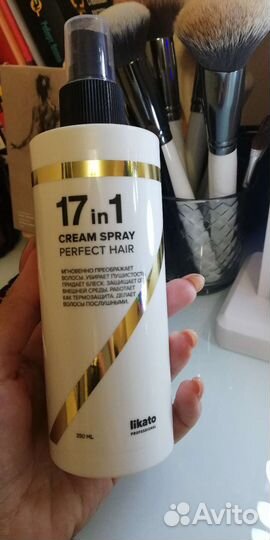 17 in 1
CREAM SPRAY
PERFECT HAIR
МГНОВЕННО ПРЕОБРАЖАЕТ
ВОЛОСЫ. УБИРАЕТ ПУШИСТОСТЬ,
ПРИДАЕТ БЛЕСК. ЗАЩИЩАЕТ ОТ
ВНЕШНЕЙ СРЕДЫ. РАБОТАЕТ
КАК ТЕРМОЗАЩИТА. ДЕЛАЕТ
ВОЛОСЫ ПОСЛУШНЫМИ.
likato
PROFESSIONAL
250 ML
Avito